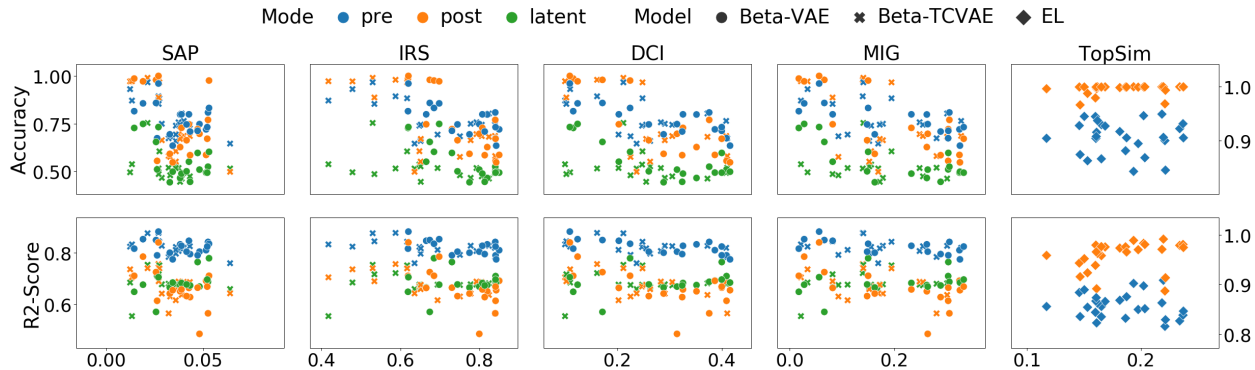 Mode pre post latent Model Beta-VAE Beta-TCVAE EL
SAP IRS DCI MIG TopSim
Accuracy
1.00
0.75
0.50
1.0
0.9
R2-Score
0.8
0.6
1.0
0.9
0.8
0.00 0.05 0.4 0.6 0.8 0.2 0.4 0.0 0.2 0.1 0.2